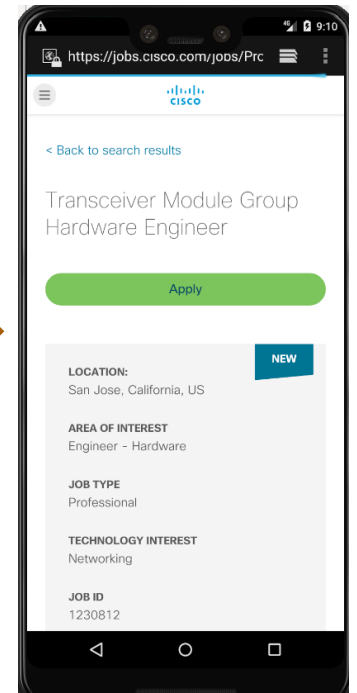 4G 9:10
https://jobs.cisco.com/jobs/Prc
cisco
< Back to search results
Transceiver Module Group
Hardware Engineer
Apply
NEW
LOCATION:
San Jose, California, US
AREA OF INTEREST
Engineer - Hardware
JOB TYPE
Professional
TECHNOLOGY INTEREST
Networking
JOB ID
1230812